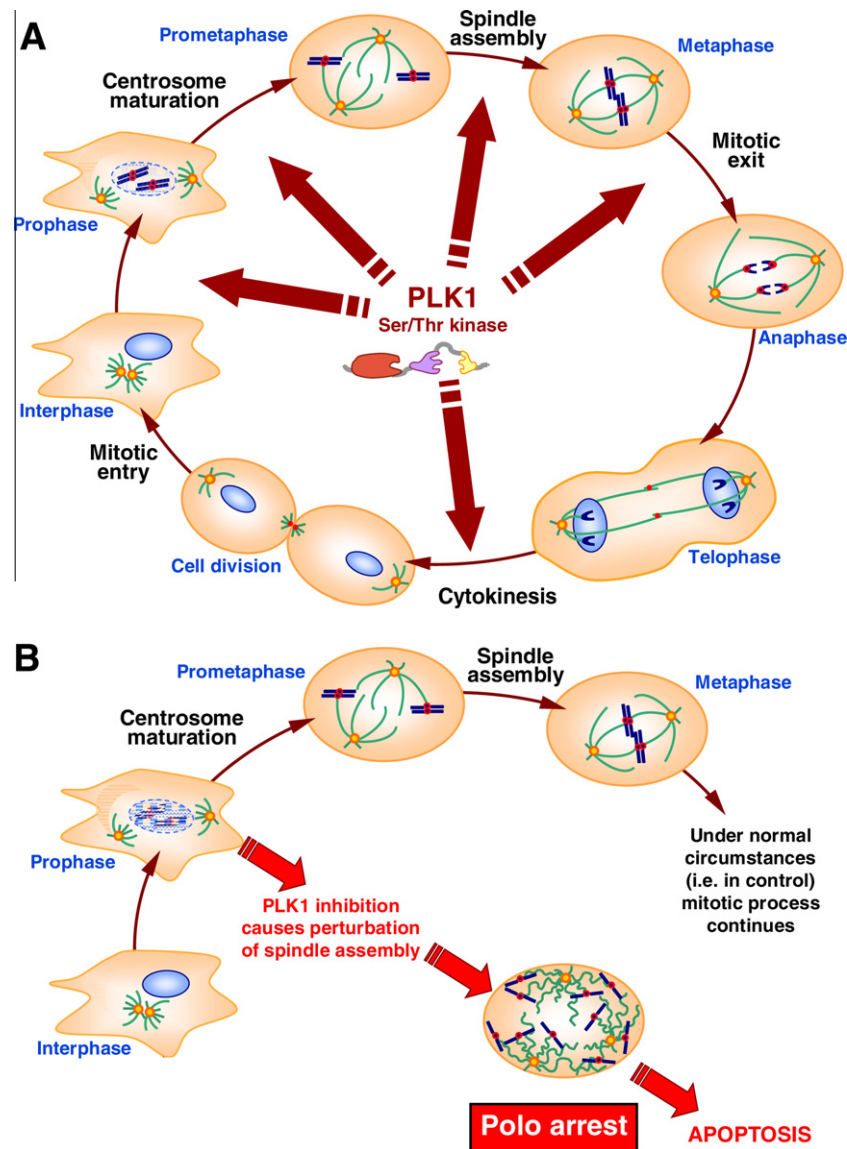 A
Prometaphase
Spindle
assembly
Metaphase
Centrosome
maturation
Mitotic
exit
Prophase
PLK1
Ser/Thr kinase
Anaphase
Interphase
Mitotic
entry
Cell division
Cytokinesis
Telophase
B
Prometaphase
Spindle
assembly
Metaphase
Centrosome
maturation
Prophase
Under normal
circumstances
(i.e. in control)
mitotic process
continues
PLK1 inhibition
causes perturbation
of spindle assembly
Interphase
Polo arrest
APOPTOSIS